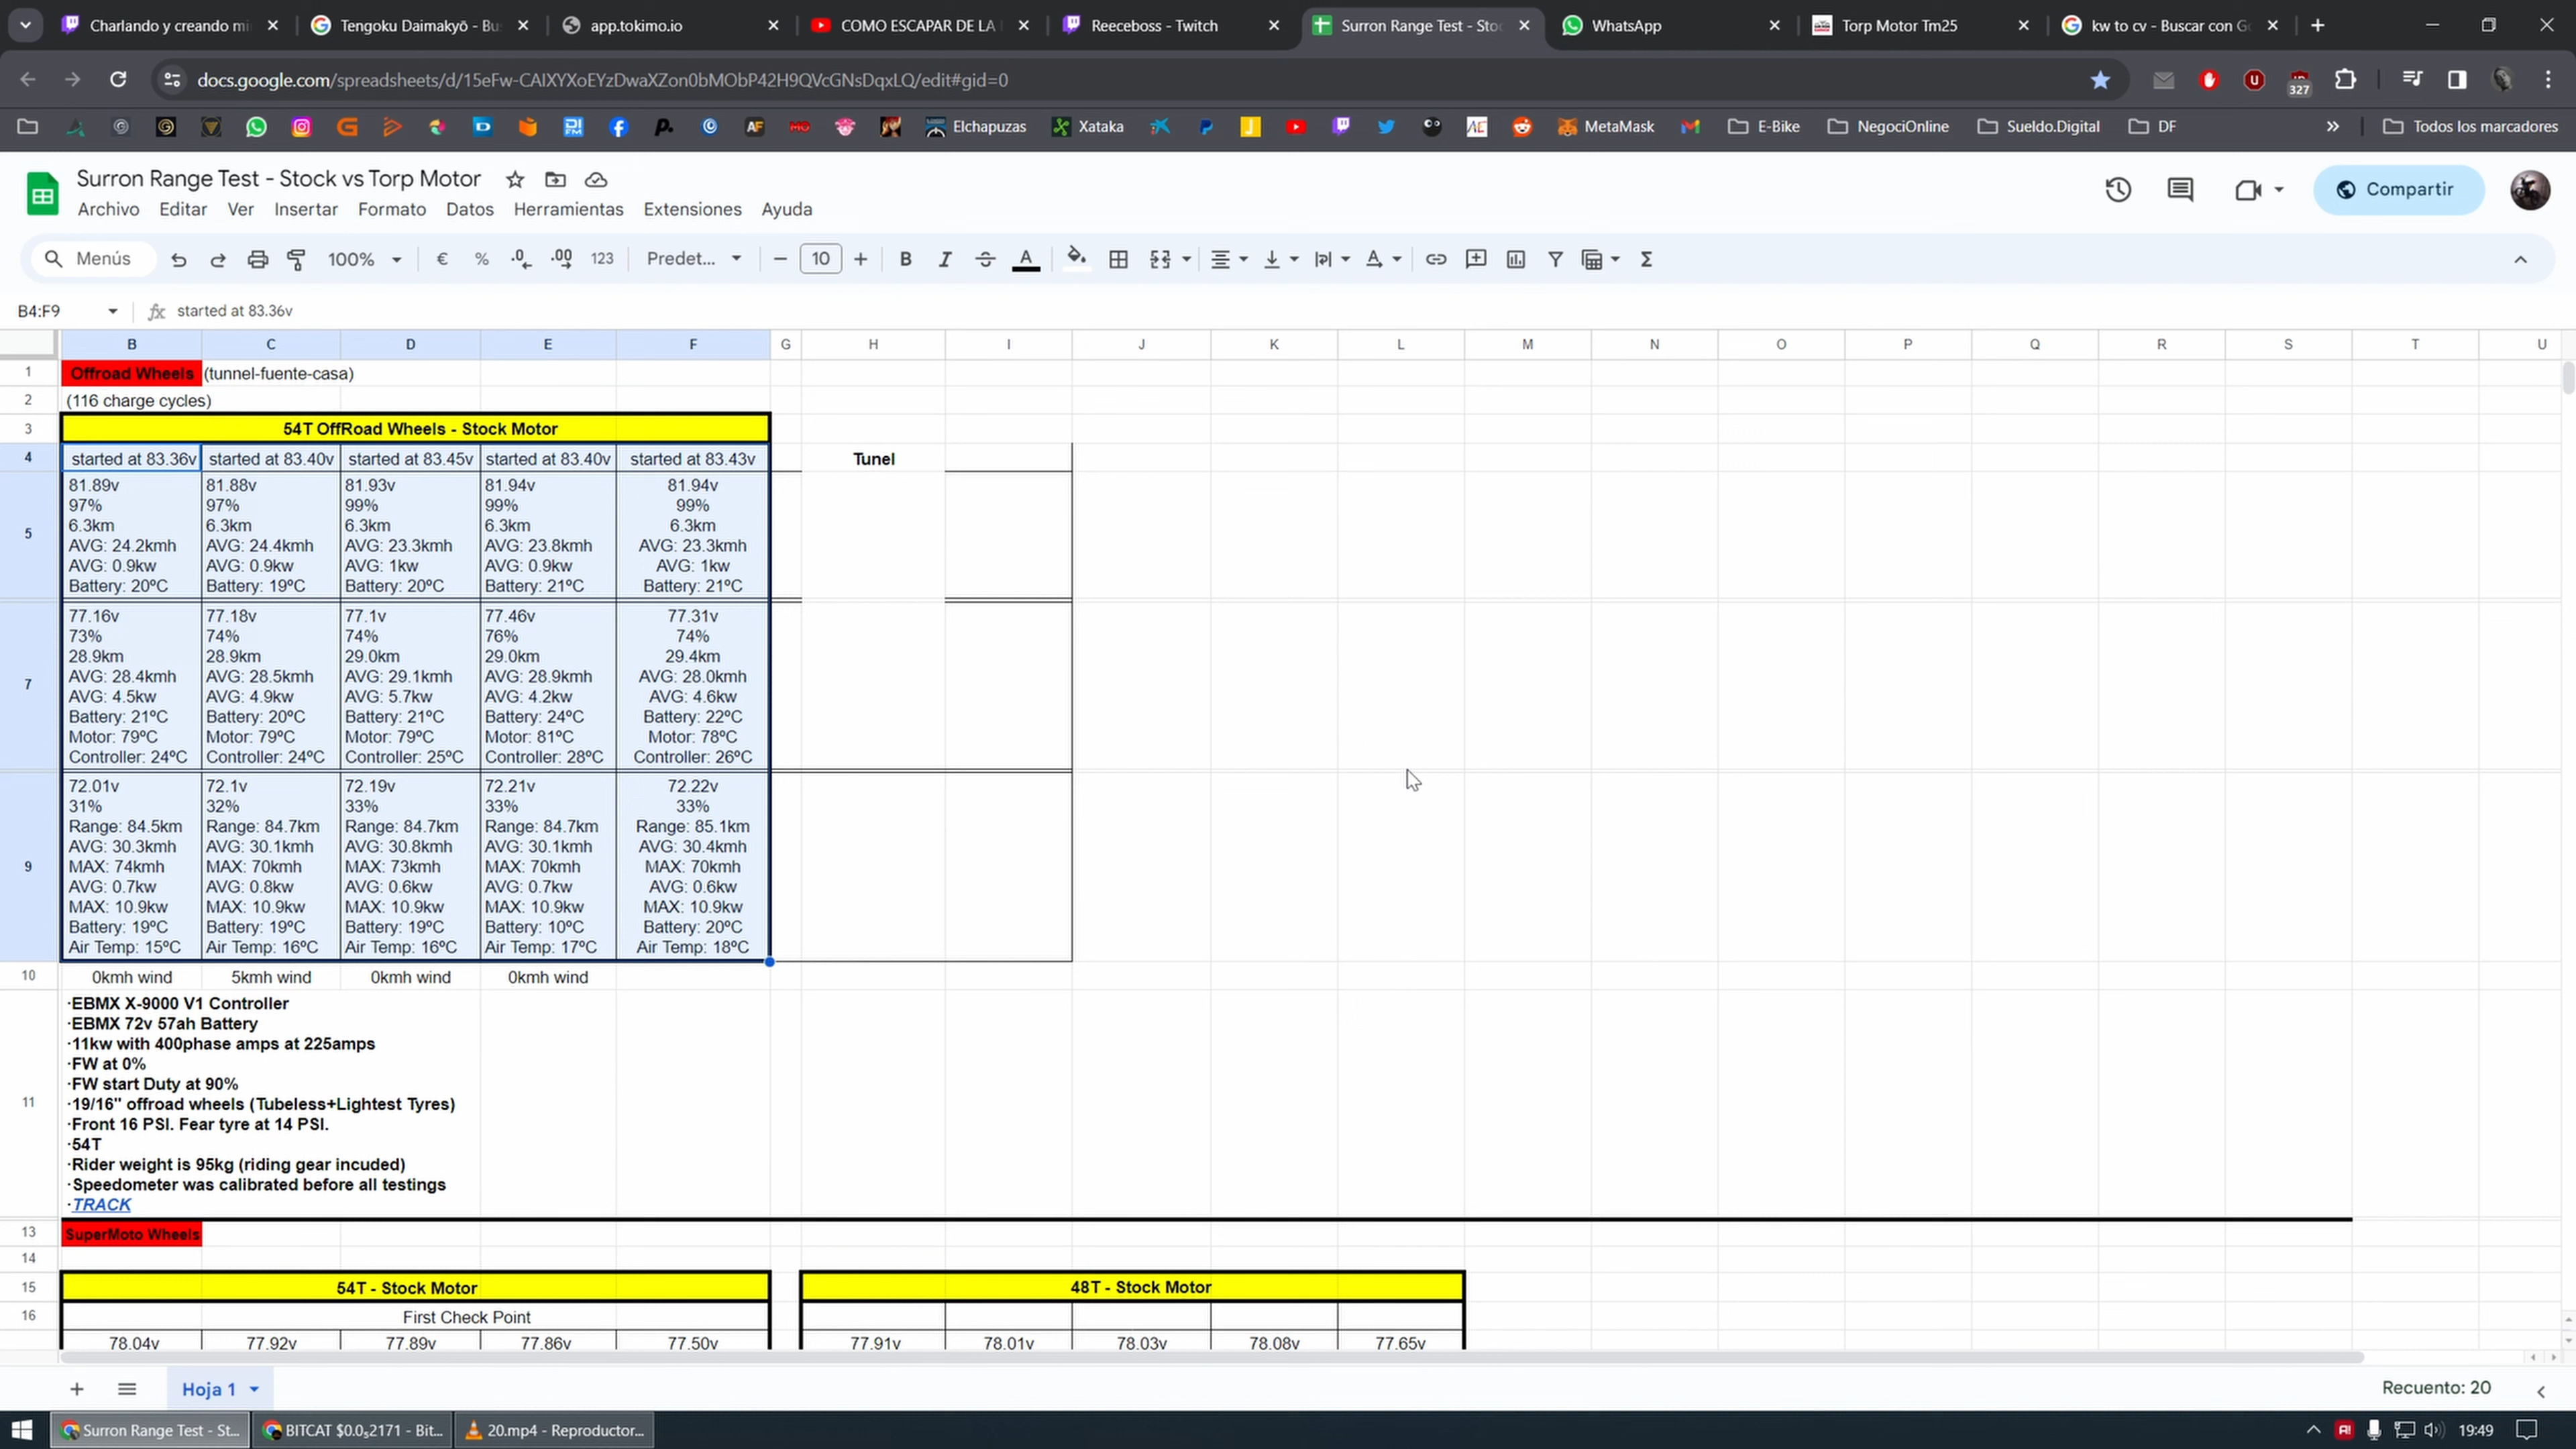 Charlando y creando mi
Tengoku Daimakyō - Bu
app.tokimo.io
COMO ESCAPAR DE LA
Reeceboss - Twitch
Surron Range Test - Sto
WhatsApp
Torp Motor Tm25
kw to cv - Buscar con G
docs.google.com/spreadsheets/d/15eFw-CAIXYXoEYzDwaXZon0bMObP42H9QVcGNsDqxLQ/edit#gid=0
327
Elchapuzas
Xataka
MetaMask
E-Bike
NegociOnline
Sueldo.Digital
DF
Todos los marcadores
Surron Range Test - Stock vs Torp Motor
Archivo Editar Ver Insertar Formato Datos Herramientas Extensiones Ayuda
Compartir
Menús
100%
€ % .0 .00 123
Predet...
10
B I A
B4:F9
fx started at 83.36v
B C D E F G H I J K L M N O P Q R S T U
1 Offroad Wheels (tunnel-fuente-casa)
2 (116 charge cycles)
3 54T OffRoad Wheels - Stock Motor
4 started at 83.36v started at 83.40v started at 83.45v started at 83.40v started at 83.43v Tunel
81.89v 81.88v 81.93v 81.94v 81.94v
97% 97% 99% 99% 99%
5 6.3km 6.3km 6.3km 6.3km 6.3km
AVG: 24.2kmh AVG: 24.4kmh AVG: 23.3kmh AVG: 23.8kmh AVG: 23.3kmh
AVG: 0.9kw AVG: 0.9kw AVG: 1kw AVG: 0.9kw AVG: 1kw
Battery: 20ºC Battery: 19ºC Battery: 20ºC Battery: 21ºC Battery: 21ºC
77.16v 77.18v 77.1v 77.46v 77.31v
73% 74% 74% 76% 74%
28.9km 28.9km 29.0km 29.0km 29.4km
7 AVG: 28.4kmh AVG: 28.5kmh AVG: 29.1kmh AVG: 28.9kmh AVG: 28.0kmh
AVG: 4.5kw AVG: 4.9kw AVG: 5.7kw AVG: 4.2kw AVG: 4.6kw
Battery: 21ºC Battery: 20ºC Battery: 21ºC Battery: 24ºC Battery: 22ºC
Motor: 79ºC Motor: 79ºC Motor: 79ºC Motor: 81ºC Motor: 78ºC
Controller: 24ºC Controller: 24ºC Controller: 25ºC Controller: 28ºC Controller: 26ºC
72.01v 72.1v 72.19v 72.21v 72.22v
31% 32% 33% 33% 33%
Range: 84.5km Range: 84.7km Range: 84.7km Range: 84.7km Range: 85.1km
AVG: 30.3kmh AVG: 30.1kmh AVG: 30.8kmh AVG: 30.1kmh AVG: 30.4kmh
9 MAX: 74kmh MAX: 70kmh MAX: 73kmh MAX: 70kmh MAX: 70kmh
AVG: 0.7kw AVG: 0.8kw AVG: 0.6kw AVG: 0.7kw AVG: 0.6kw
MAX: 10.9kw MAX: 10.9kw MAX: 10.9kw MAX: 10.9kw MAX: 10.9kw
Battery: 19ºC Battery: 19ºC Battery: 19ºC Battery: 10ºC Battery: 20ºC
Air Temp: 15ºC Air Temp: 16ºC Air Temp: 16ºC Air Temp: 17ºC Air Temp: 18ºC
10 0kmh wind 5kmh wind 0kmh wind 0kmh wind
·EBMX X-9000 V1 Controller
·EBMX 72v 57ah Battery
·11kw with 400phase amps at 225amps
·FW at 0%
·FW start Duty at 90%
11 ·19/16" offroad wheels (Tubeless+Lightest Tyres)
·Front 16 PSI. Fear tyre at 14 PSI.
·54T
·Rider weight is 95kg (riding gear incuded)
·Speedometer was calibrated before all testings
·TRACK
13 SuperMoto Wheels
14
15 54T - Stock Motor 48T - Stock Motor
16 First Check Point
78.04v 77.92v 77.89v 77.86v 77.50v 77.91v 78.01v 78.03v 78.08v 77.65v
Hoja 1
Recuento: 20
Surron Range Test - St...
BITCAT $0.0₅2171 - Bit...
20.mp4 - Reproductor...
19:49